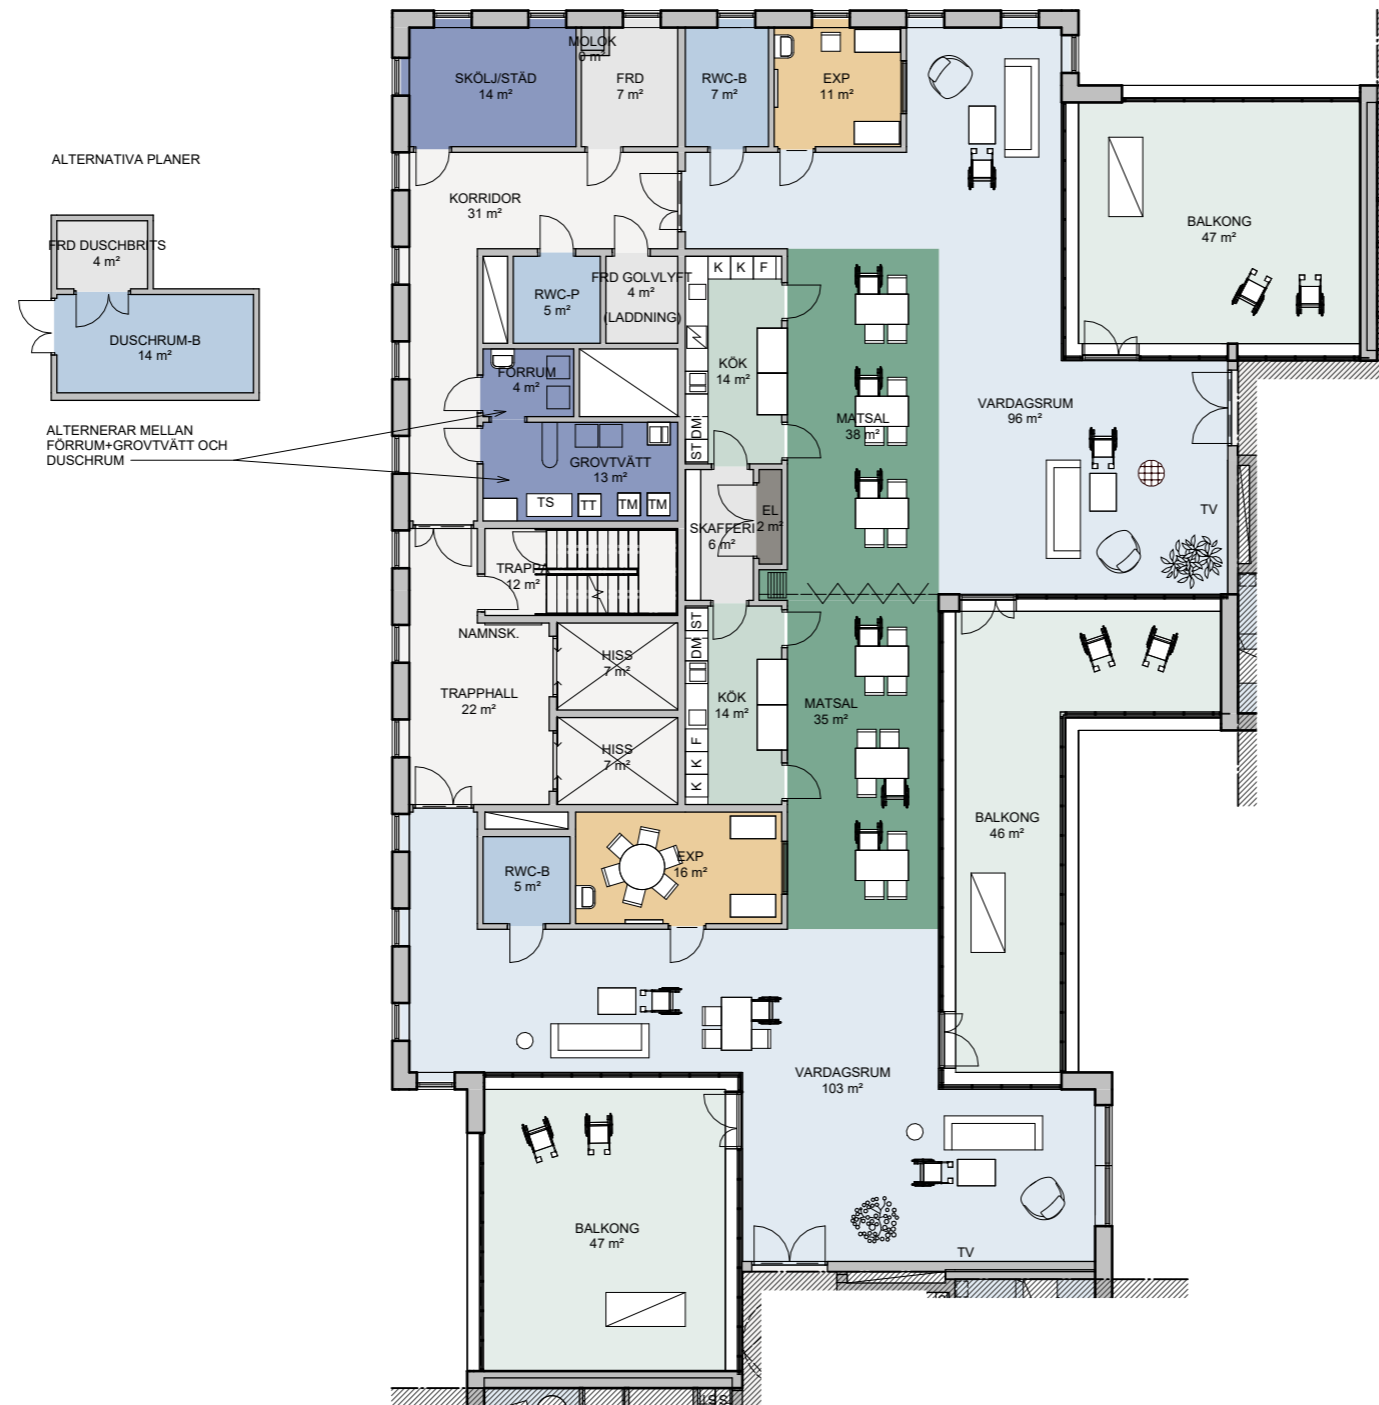 MOLOK
0 m²
SKÖLJ/STÄD
14 m²
FRD
7 m²
RWC-B
7 m²
EXP
11 m²
ALTERNATIVA PLANER
KORRIDOR
31 m²
BALKONG
47 m²
FRD DUSCHBRITS
4 m²
K K F
FRD GOLVLYFT
4 m²
(LADDNING)
RWC-P
5 m²
DUSCHRUM-B
14 m²
KÖK
14 m²
FÖRRUM
4 m²
VARDAGSRUM
96 m²
MATSAL
38 m²
ALTERNERAR MELLAN
FÖRRUM+GROVTVÄTT OCH
DUSCHRUM
ST DM
GROVTVÄTT
13 m²
TS
TT
TM
TM
TV
EL
2 m²
SKAFFERI
6 m²
TRAPPA
12 m²
NAMNSK.
DM ST
HISS
7 m²
TRAPPHALL
22 m²
KÖK
14 m²
MATSAL
35 m²
HISS
7 m²
K K F
BALKONG
46 m²
EXP
16 m²
RWC-B
5 m²
VARDAGSRUM
103 m²
BALKONG
47 m²
TV